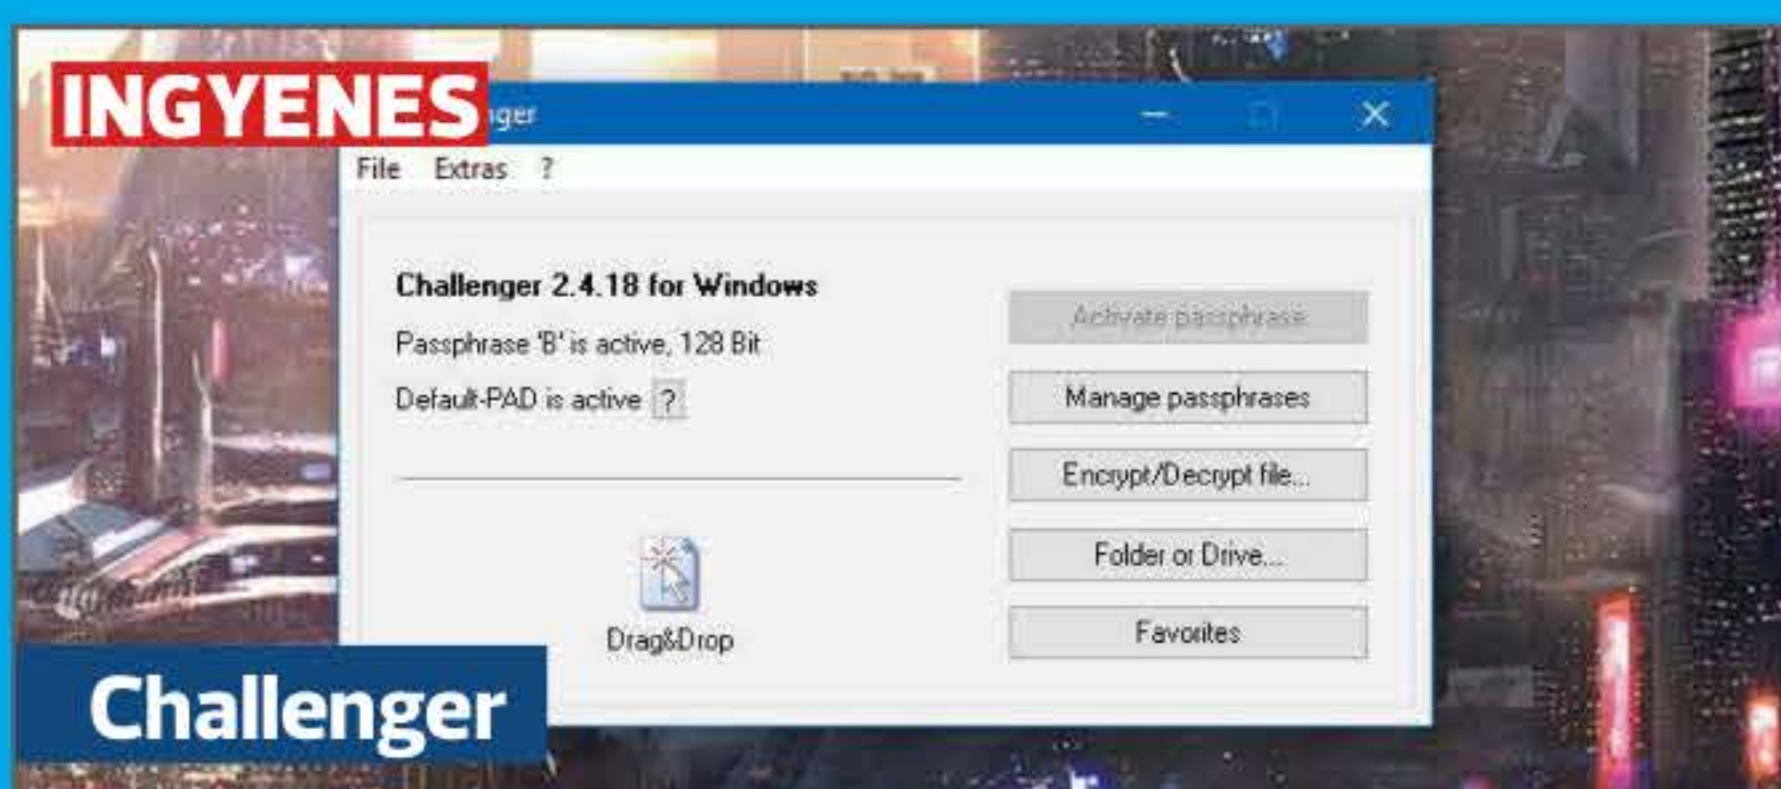 INGYENES
nger
File Extras ?
Challenger 2.4.18 for Windows
Passphrase 'B' is active, 128 Bit
Default-PAD is active ?
Activate passphrase
Manage passphrases
Encrypt/Decrypt file...
Folder or Drive...
Favorites
Drag&Drop
Challenger